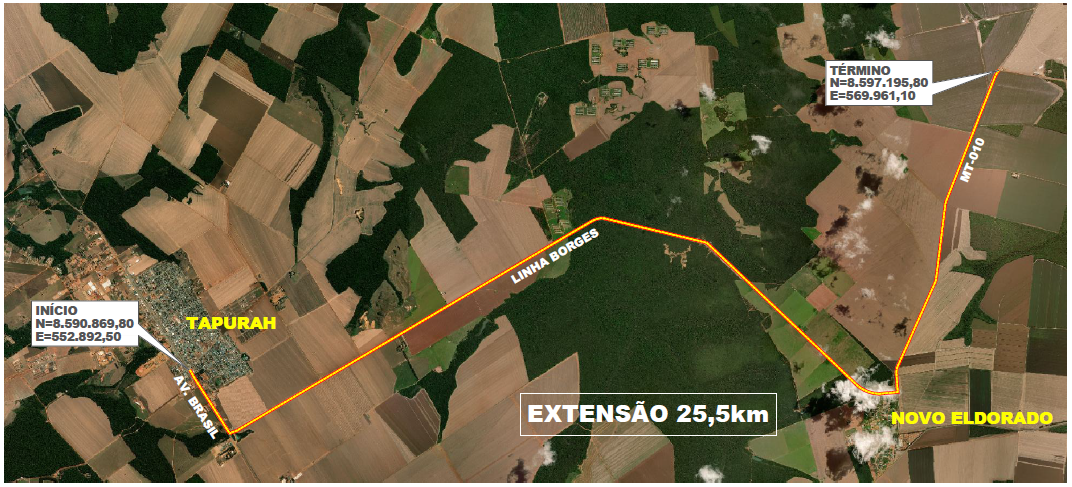 TÉRMINO
N=8.597.195,80
E=569.961,10
MT-010
LINHA BORGES
INÍCIO
N=8.590.869,80
E=552.892,50
TAPURAH
AV. BRASIL
EXTENSÃO 25,5km
NOVO ELDORADO